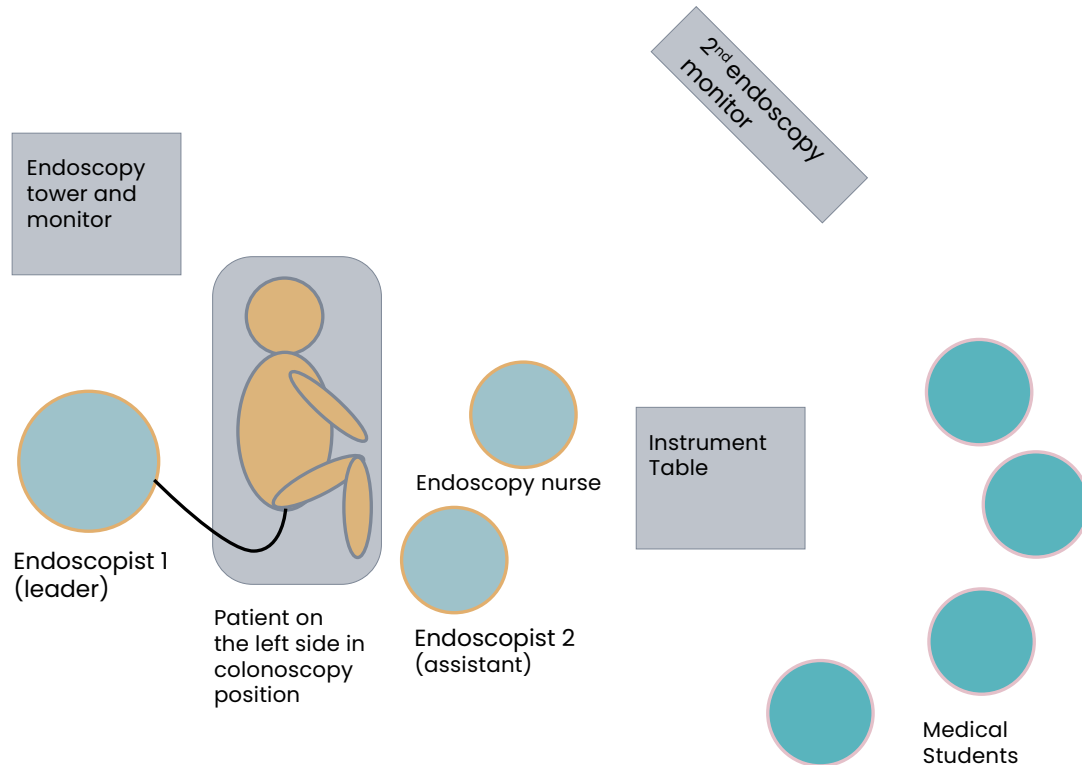 2nd endoscopy
monitor
Endoscopy
tower and
monitor
Instrument
Table
Endoscopy nurse
Endoscopist 1
(leader)
Patient on
the left side in
colonoscopy
position
Endoscopist 2
(assistant)
Medical
Students